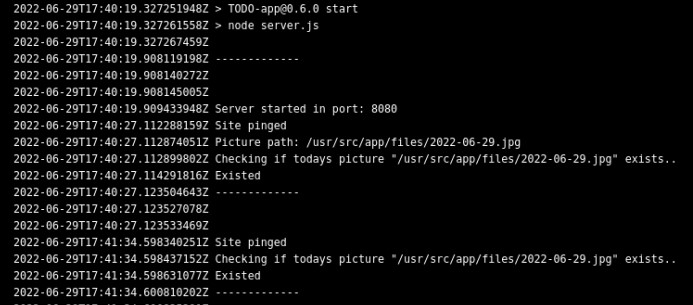 2022-06-29T17:40:19.327251948Z > TODO-app@0.6.0 start
2022-06-29T17:40:19.327261558Z > node server.js
2022-06-29T17:40:19.327267459Z
2022-06-29T17:40:19.908119198Z -------------
2022-06-29T17:40:19.908140272Z
2022-06-29T17:40:19.908145005Z
2022-06-29T17:40:19.909433948Z Server started in port: 8080
2022-06-29T17:40:27.112288159Z Site pinged
2022-06-29T17:40:27.112874051Z Picture path: /usr/src/app/files/2022-06-29.jpg
2022-06-29T17:40:27.112899802Z Checking if todays picture "/usr/src/app/files/2022-06-29.jpg" exists..
2022-06-29T17:40:27.114291816Z Existed
2022-06-29T17:40:27.123504643Z -------------
2022-06-29T17:40:27.123527078Z
2022-06-29T17:40:27.123533469Z
2022-06-29T17:41:34.598340251Z Site pinged
2022-06-29T17:41:34.598437152Z Checking if todays picture "/usr/src/app/files/2022-06-29.jpg" exists..
2022-06-29T17:41:34.598631077Z Existed
2022-06-29T17:41:34.600810202Z -------------